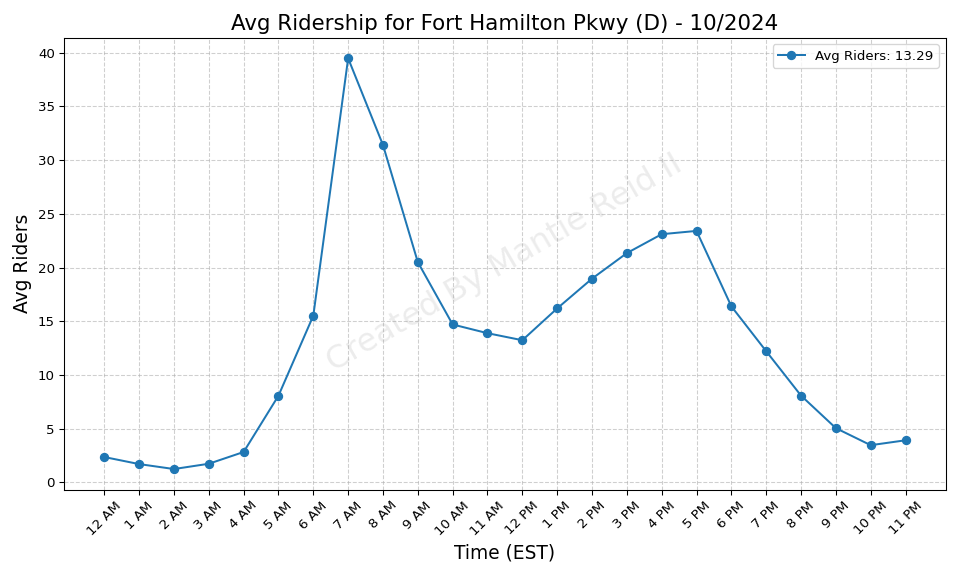 Avg Ridership for Fort Hamilton Pkwy (D) - 10/2024
Avg Riders: 13.29
Avg Riders
40
35
30
25
20
15
10
5
0
Created By Mantie Reid II
12 AM
1 AM
2 AM
3 AM
4 AM
5 AM
6 AM
7 AM
8 AM
9 AM
10 AM
11 AM
12 PM
1 PM
2 PM
3 PM
4 PM
5 PM
6 PM
7 PM
8 PM
9 PM
10 PM
11 PM
Time (EST)